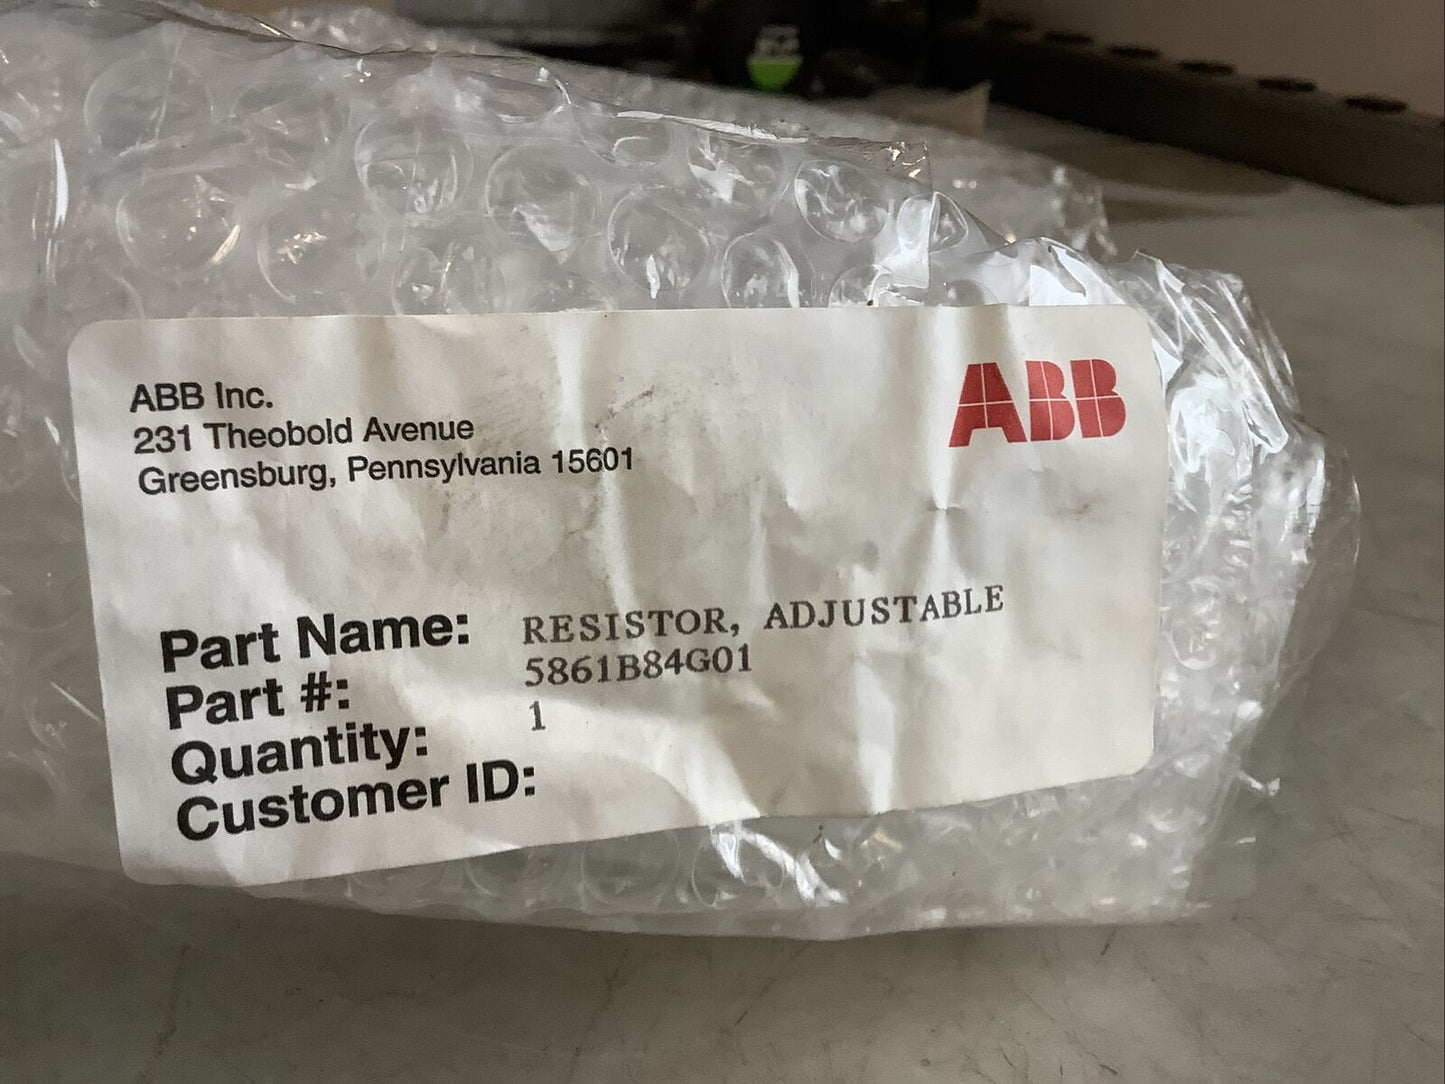 ABB Inc.
231 Theobold Avenue
Greensburg, Pennsylvania 15601
ABB
Part Name: RESISTOR, ADJUSTABLE
Part #: 5861B84G01
Quantity: 1
Customer ID: